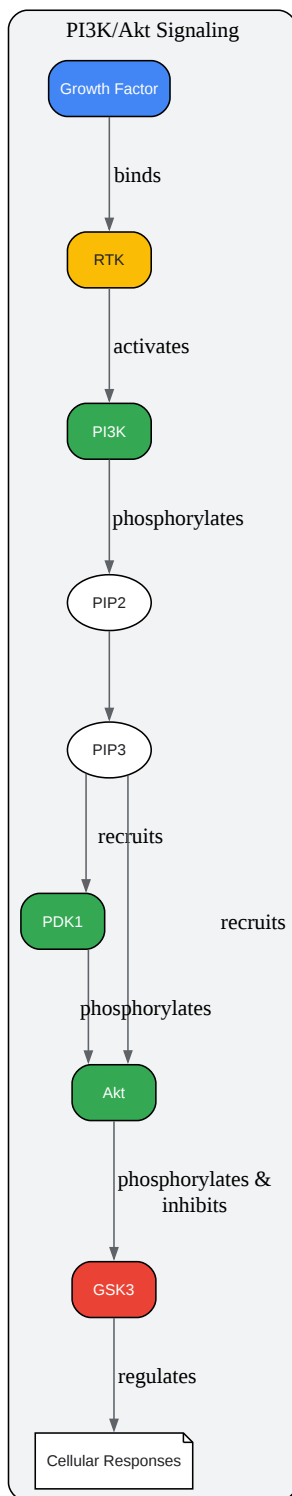 PI3K/Akt Signaling
Growth Factor
binds
RTK
activates
PI3K
phosphorylates
PIP2
PIP3
recruits
PDK1
recruits
phosphorylates
Akt
phosphorylates &
inhibits
GSK3
regulates
Cellular Responses